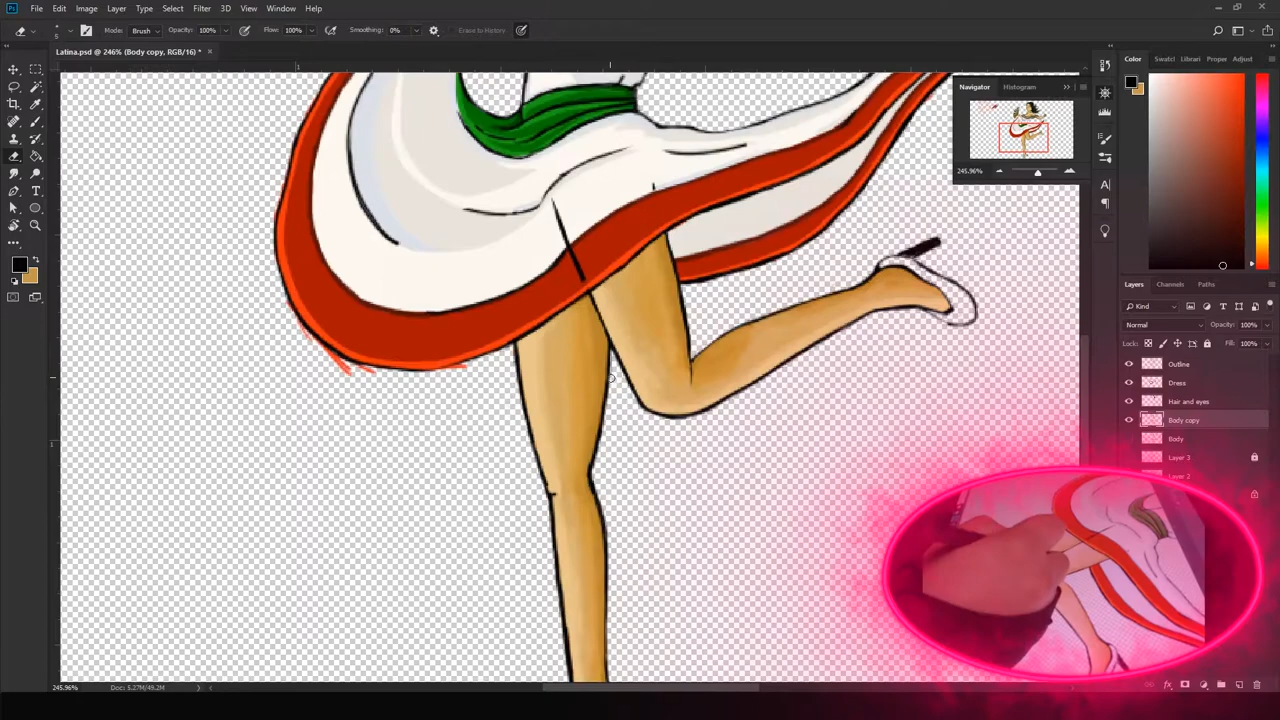 Ps File Edit Image Layer Type Select Filter 3D View Window Help
Mode: Brush Opacity: 100% Flow: 100% Smoothing: 0% Erase to History
Latina.psd @ 246% (Body copy, RGB/16) *
Color Swatcl Librari Proper Adjust
Navigator Histogram
245.96%
Layers Channels Paths
Kind
Normal Opacity: 100%
Lock: Fill: 100%
Outline
Dress
Hair and eyes
Body copy
Body
Layer 3
Layer 2
245.96% Doc: 5.27M/49.2M